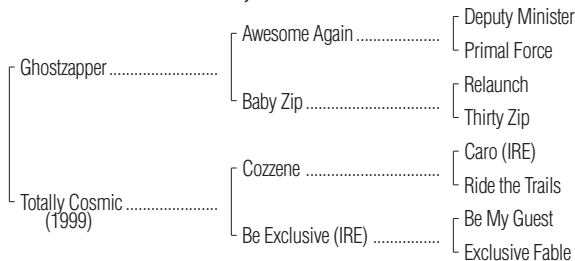 Deputy Minister
Awesome Again ..................
Primal Force
Ghostzapper ........................
Relaunch
Baby Zip ...............................
Thirty Zip
Caro (IRE)
Cozzene ...............................
Ride the Trails
Totally Cosmic .....................
(1999)
Be My Guest
Be Exclusive (IRE) ...............
Exclusive Fable